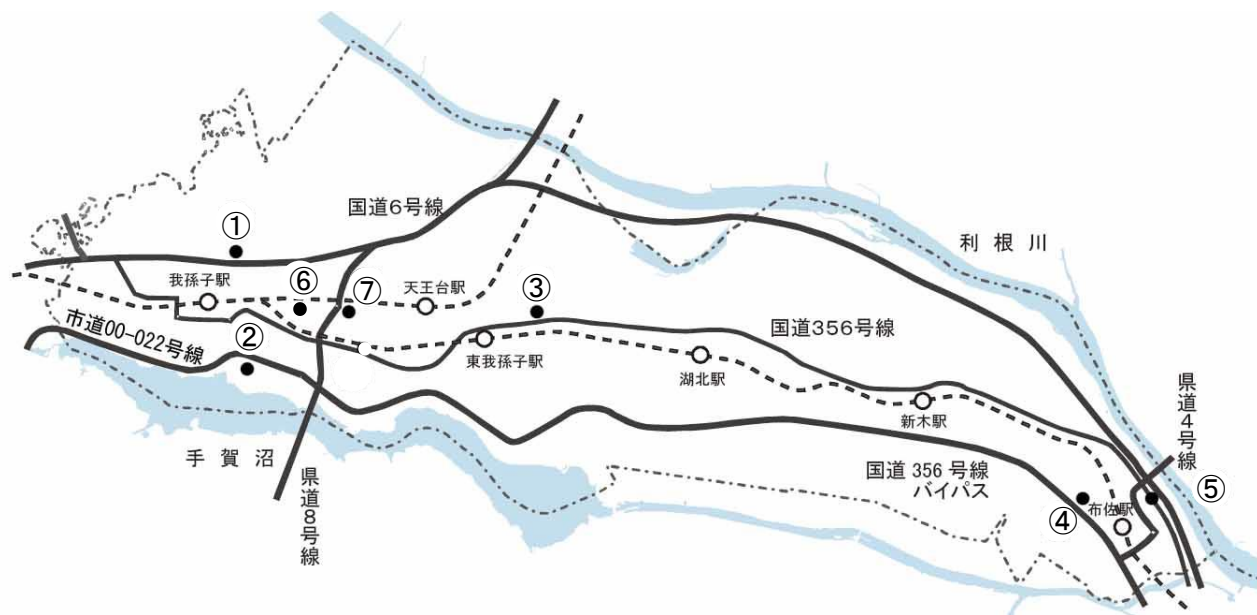 国道6号線
利根川
①
我孫子駅
⑥
⑦
天王台駅
③
市道00-022号線
②
東我孫子駅
国道356号線
湖北駅
新木駅
県道4号線
手賀沼
県道8号線
国道356号線
バイパス
④
布佐駅
⑤